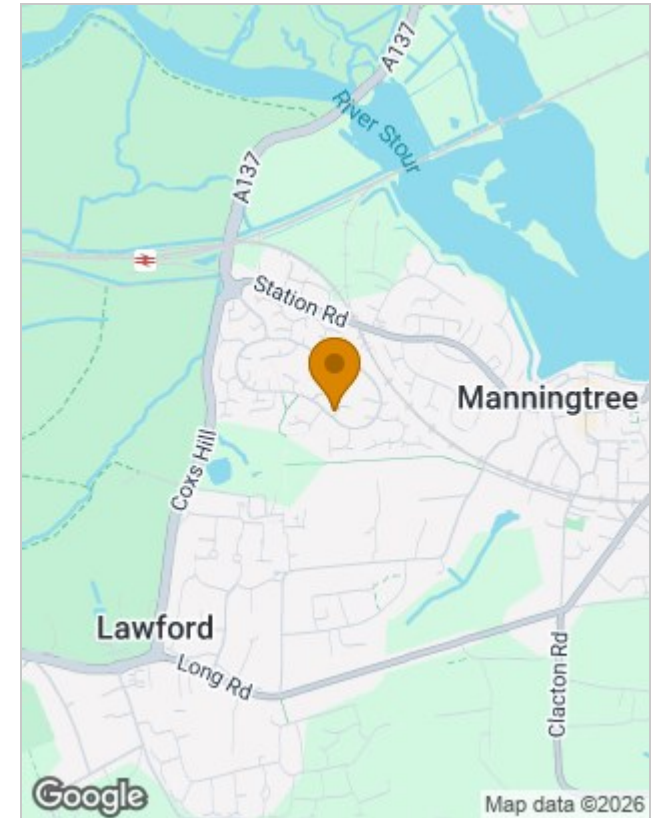 A137
River Stour
A137
Station Rd
Manningtree
Coxs Hill
Lawford
Long Rd
Clacton Rd
Google
Map data ©2026